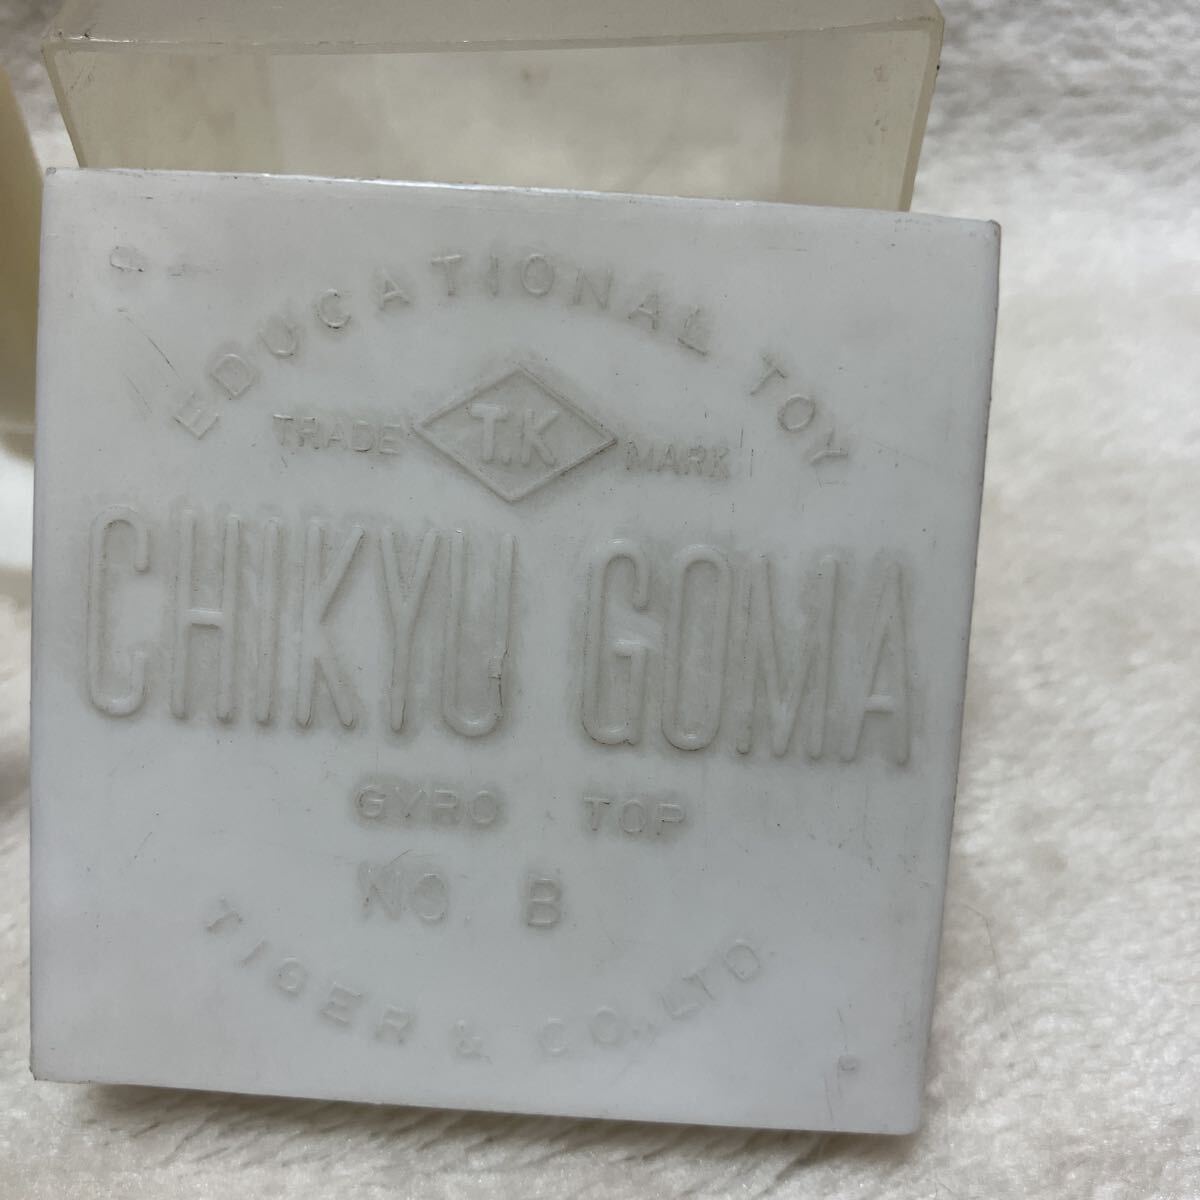 EDUCATIONAL TOY
TRADE T.K MARK
CHIKYU GOMA
GYRO TOP
NO. B
TIGER & CO., LTD.